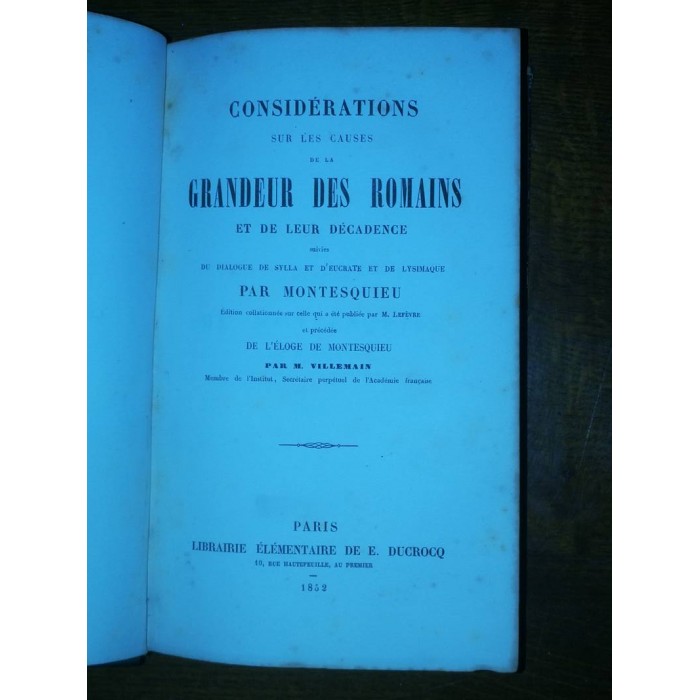 CONSIDÉRATIONS
SUR LES CAUSES
DE LA
GRANDEUR DES ROMAINS
ET DE LEUR DÉCADENCE
suivies
DU DIALOGUE DE SYLLA ET D'EUCRATE ET DE LYSIMAQUE
PAR MONTESQUIEU
Édition collationnée sur celle qui a été publiée par M. LEFÈVRE
et précédée
DE L'ÉLOGE DE MONTESQUIEU
PAR M. VILLEMAIN
Membre de l'Institut, Secrétaire perpétuel de l'Académie française
PARIS
LIBRAIRIE ÉLÉMENTAIRE DE E. DUCROCQ
10, RUE HAUTEFEUILLE, AU PREMIER
1852